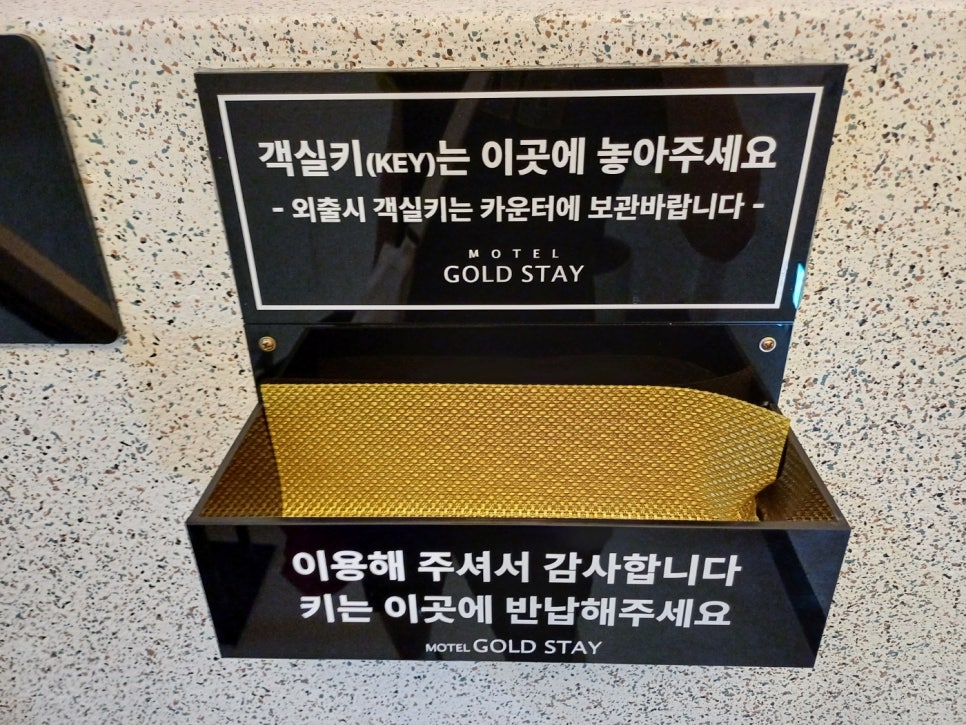 객실키(KEY)는 이곳에 놓아주세요
- 외출시 객실키는 카운터에 보관바랍니다 -
MOTEL
GOLD STAY
이용해 주셔서 감사합니다
키는 이곳에 반납해주세요
MOTEL GOLD STAY